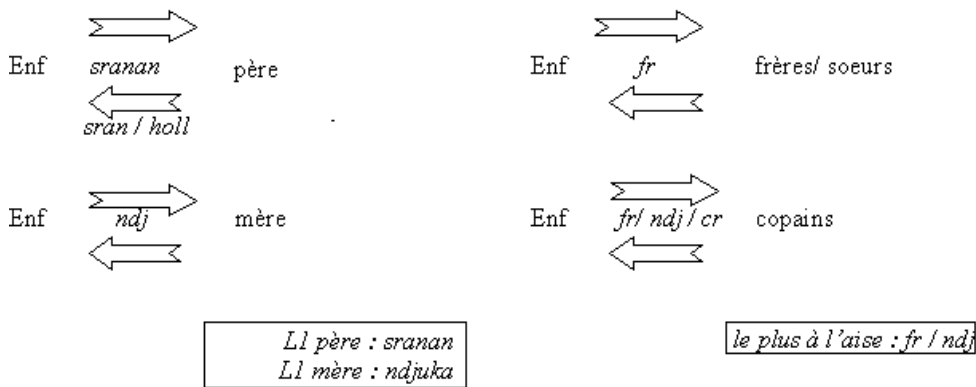 Enf sranan père
sran / holl
Enf fr frères/ soeurs
Enf ndj mère
Enf fr/ ndj / cr copains
L1 père : sranan
L1 mère : ndjuka
le plus à l'aise : fr / ndj